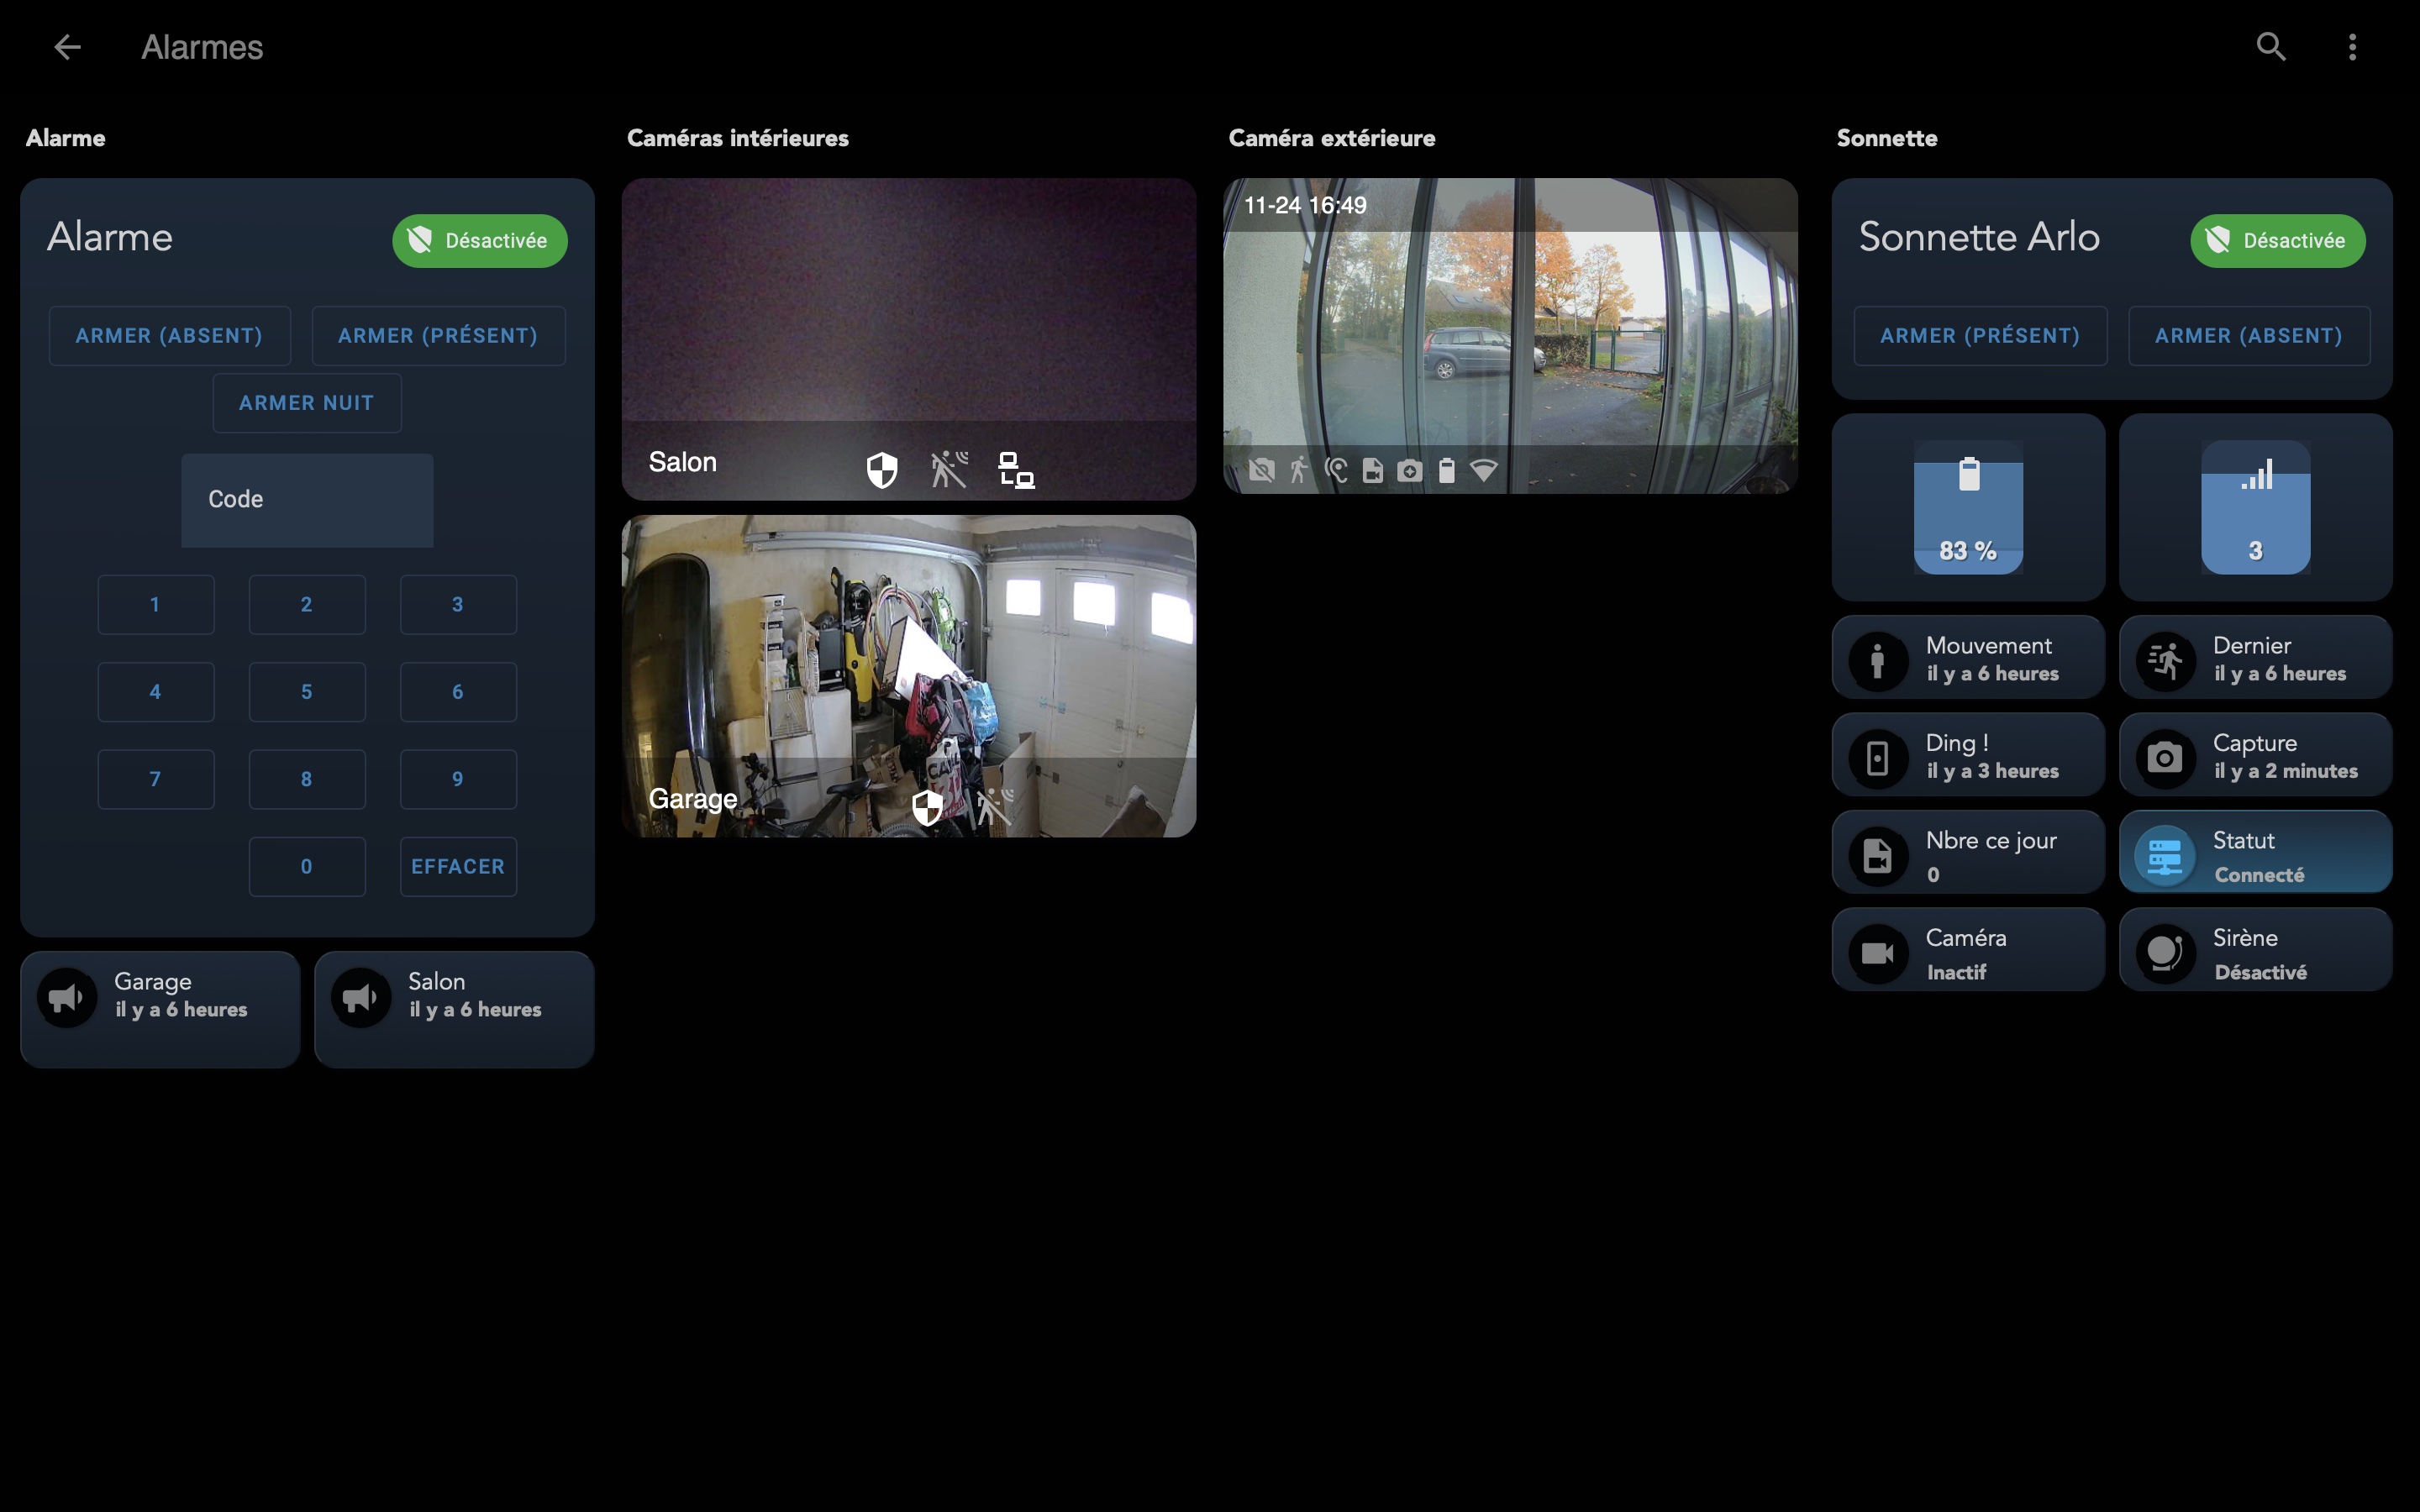 Alarmes
Alarme
Alarme
Désactivée
ARMER (ABSENT)
ARMER (PRÉSENT)
ARMER NUIT
Code
1
2
3
4
5
6
7
8
9
0
EFFACER
Garage
il y a 6 heures
Salon
il y a 6 heures
Caméras intérieures
Salon
Garage
Caméra extérieure
11-24 16:49
Sonnette
Sonnette Arlo
Désactivée
ARMER (PRÉSENT)
ARMER (ABSENT)
83 %
3
Mouvement
il y a 6 heures
Dernier
il y a 6 heures
Ding !
il y a 3 heures
Capture
il y a 2 minutes
Nbre ce jour
0
Statut
Connecté
Caméra
Inactif
Sirène
Désactivé